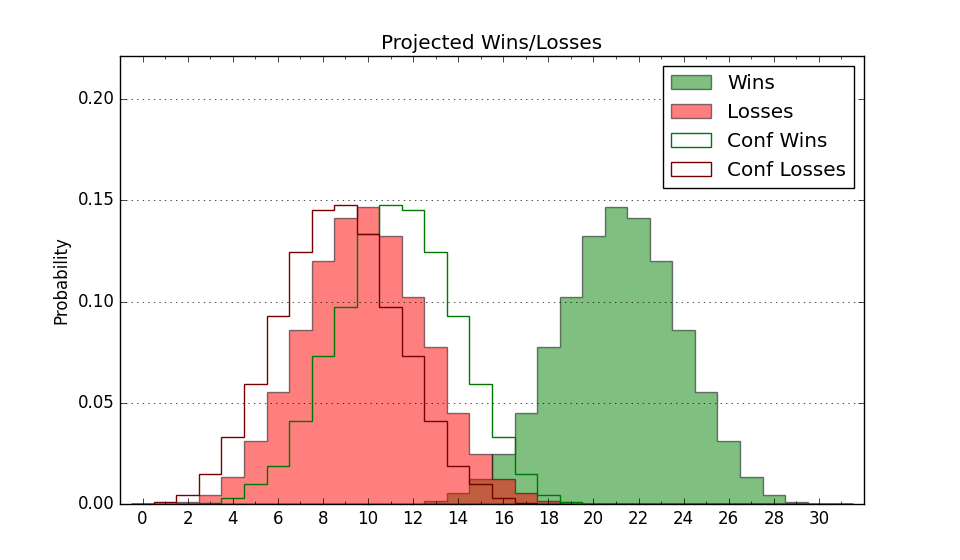 Projected Wins/Losses
Wins
Losses
Conf Wins
Conf Losses
Probability
0.20
0.15
0.10
0.05
0.00
0 2 4 6 8 10 12 14 16 18 20 22 24 26 28 30